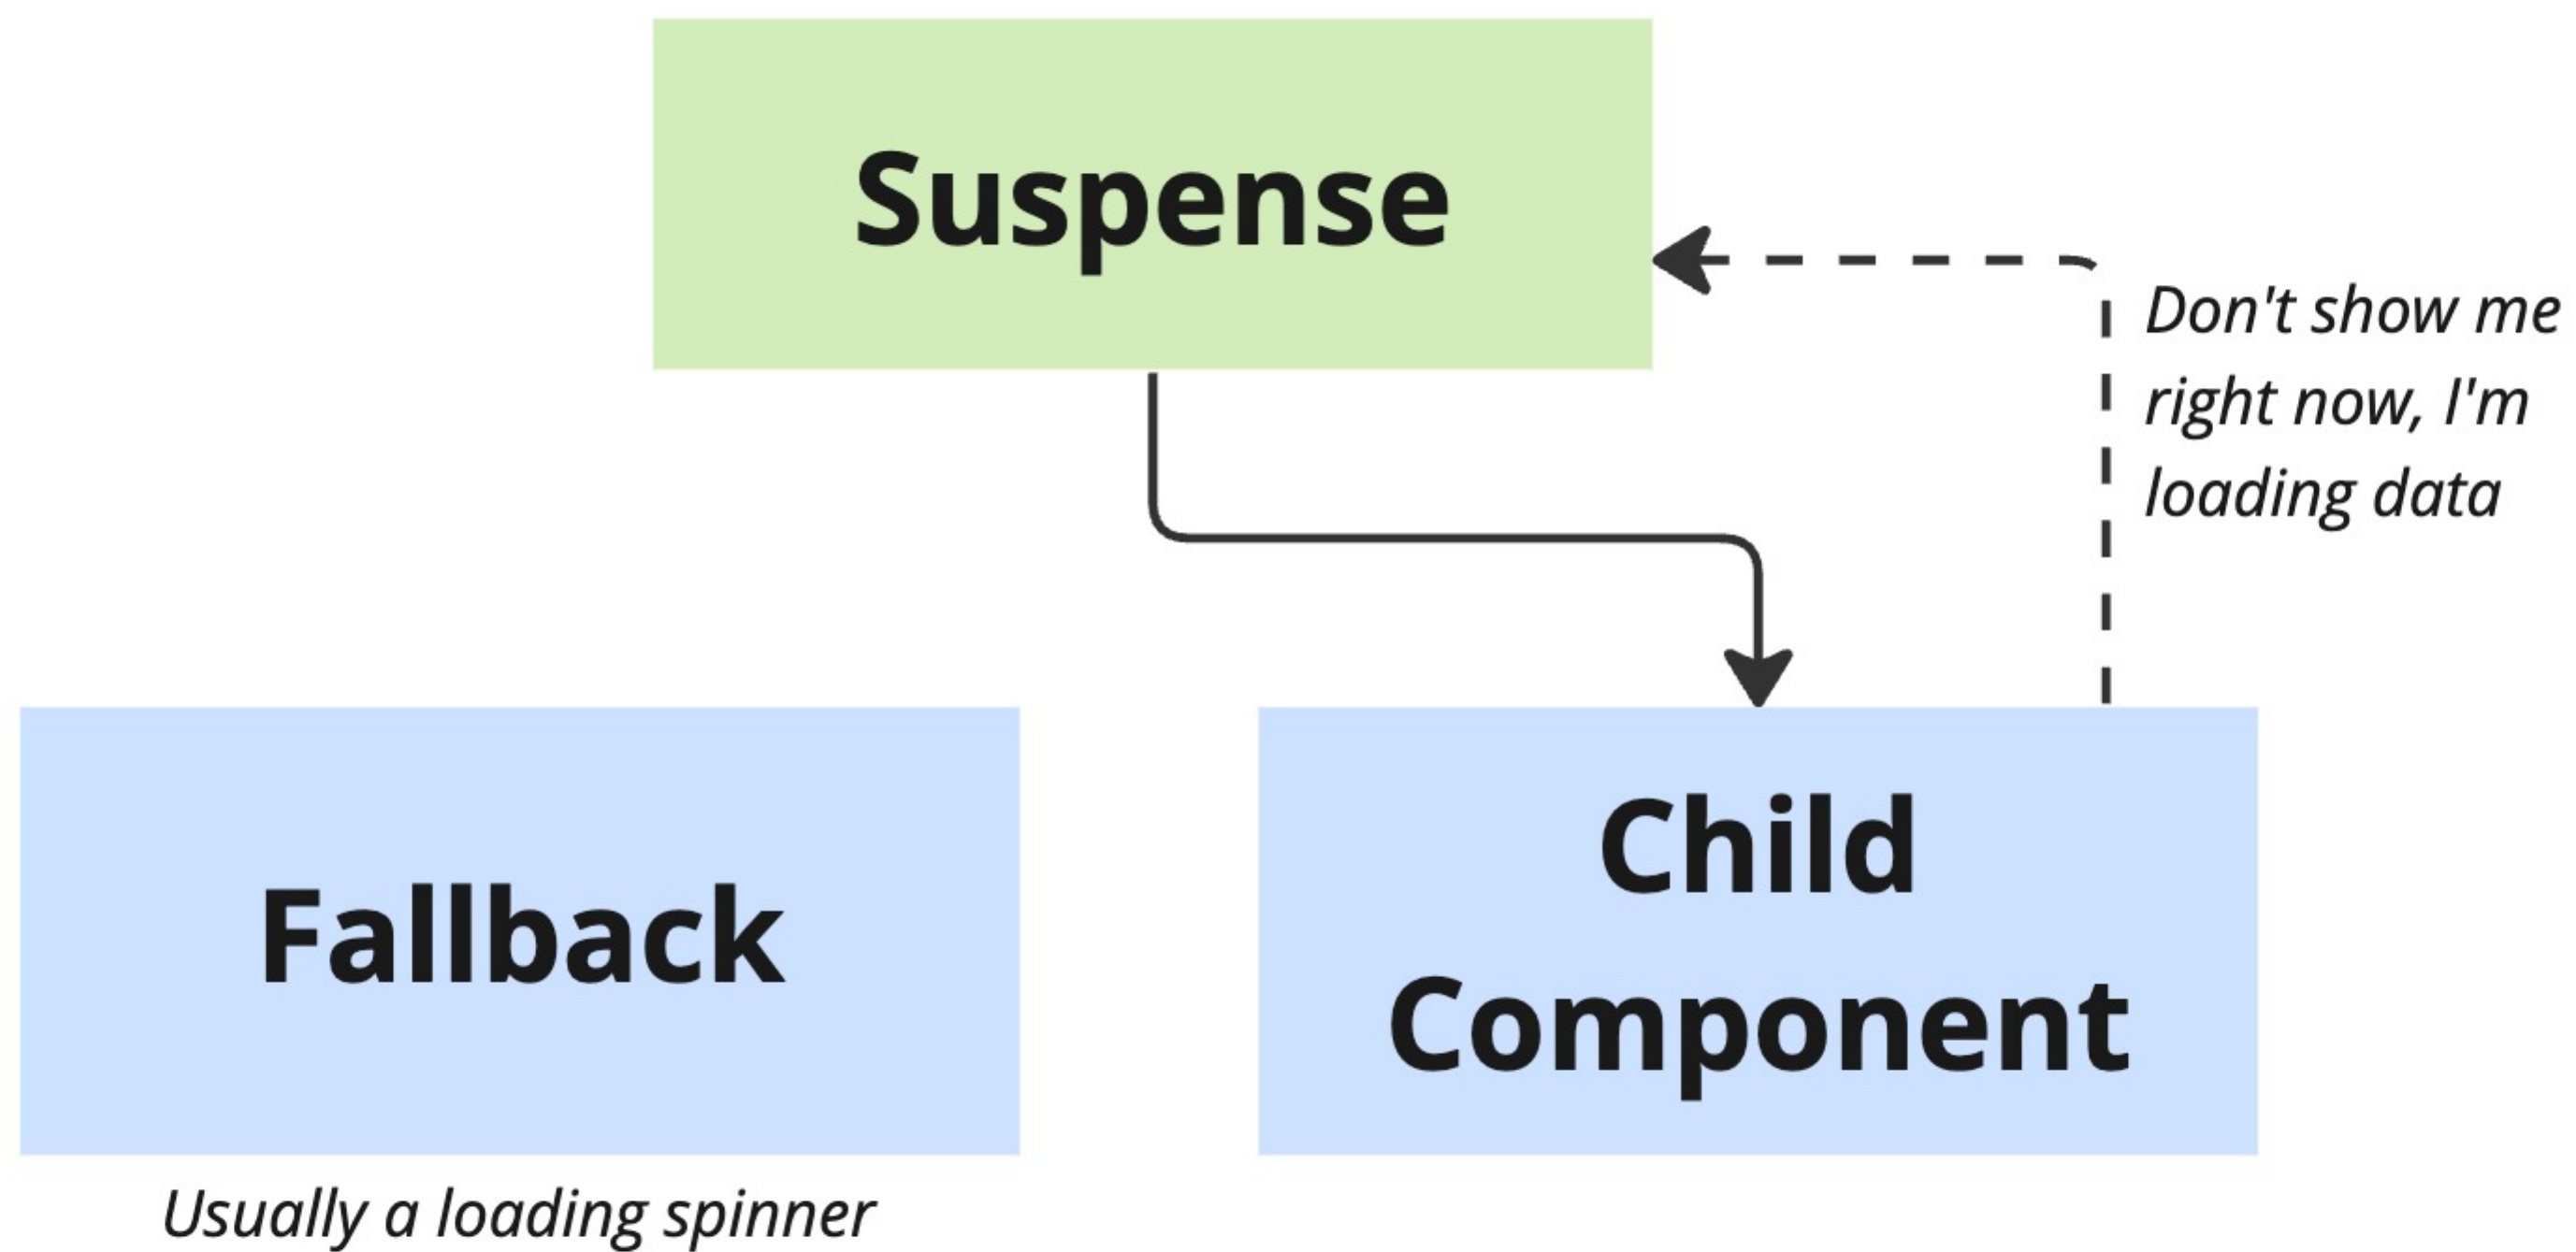 Suspense
Don't show me
right now, I'm
loading data
Fallback
Child
Component
Usually a loading spinner